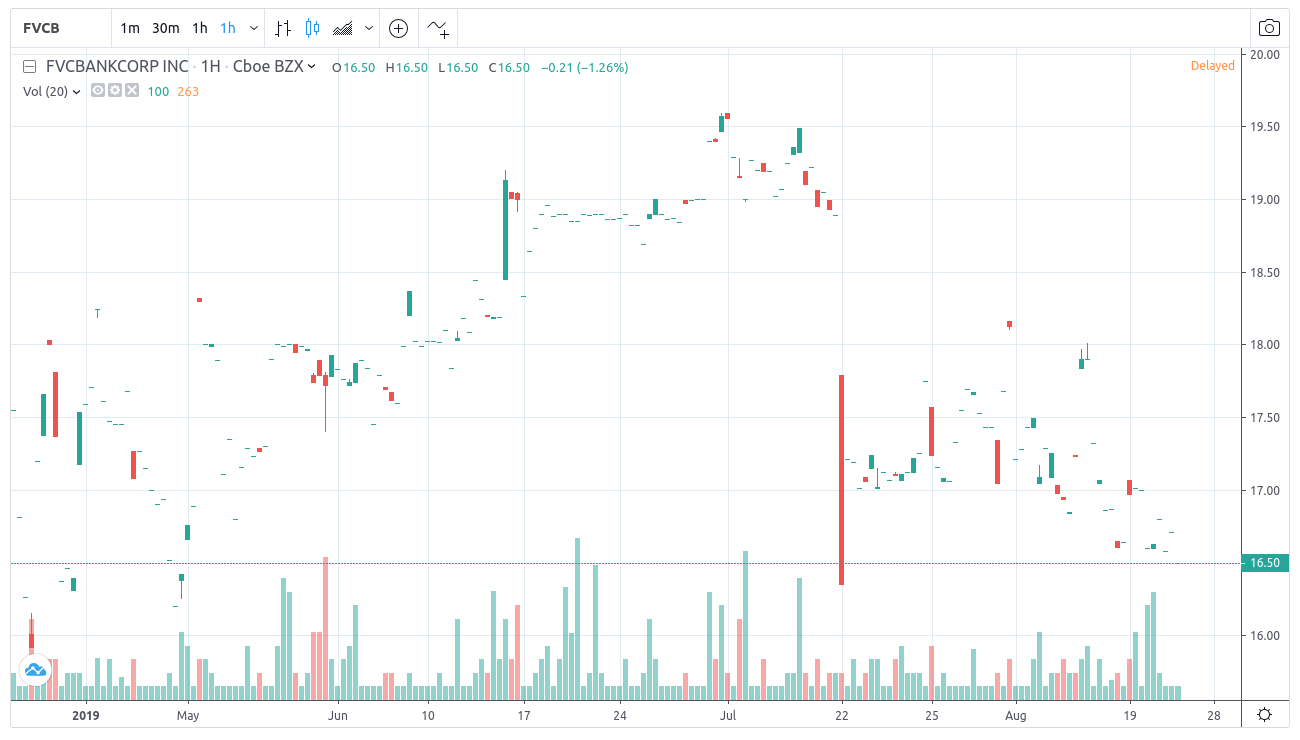 FVCB 1m 30m 1h 1h
FVCBANKCORP INC · 1H · Cboe BZX O16.50 H16.50 L16.50 C16.50 −0.21 (−1.26%)
Delayed
Vol (20) 100 263
20.00
19.50
19.00
18.50
18.00
17.50
17.00
16.50
16.00
2019 May Jun 10 17 24 Jul 22 25 Aug 19 28